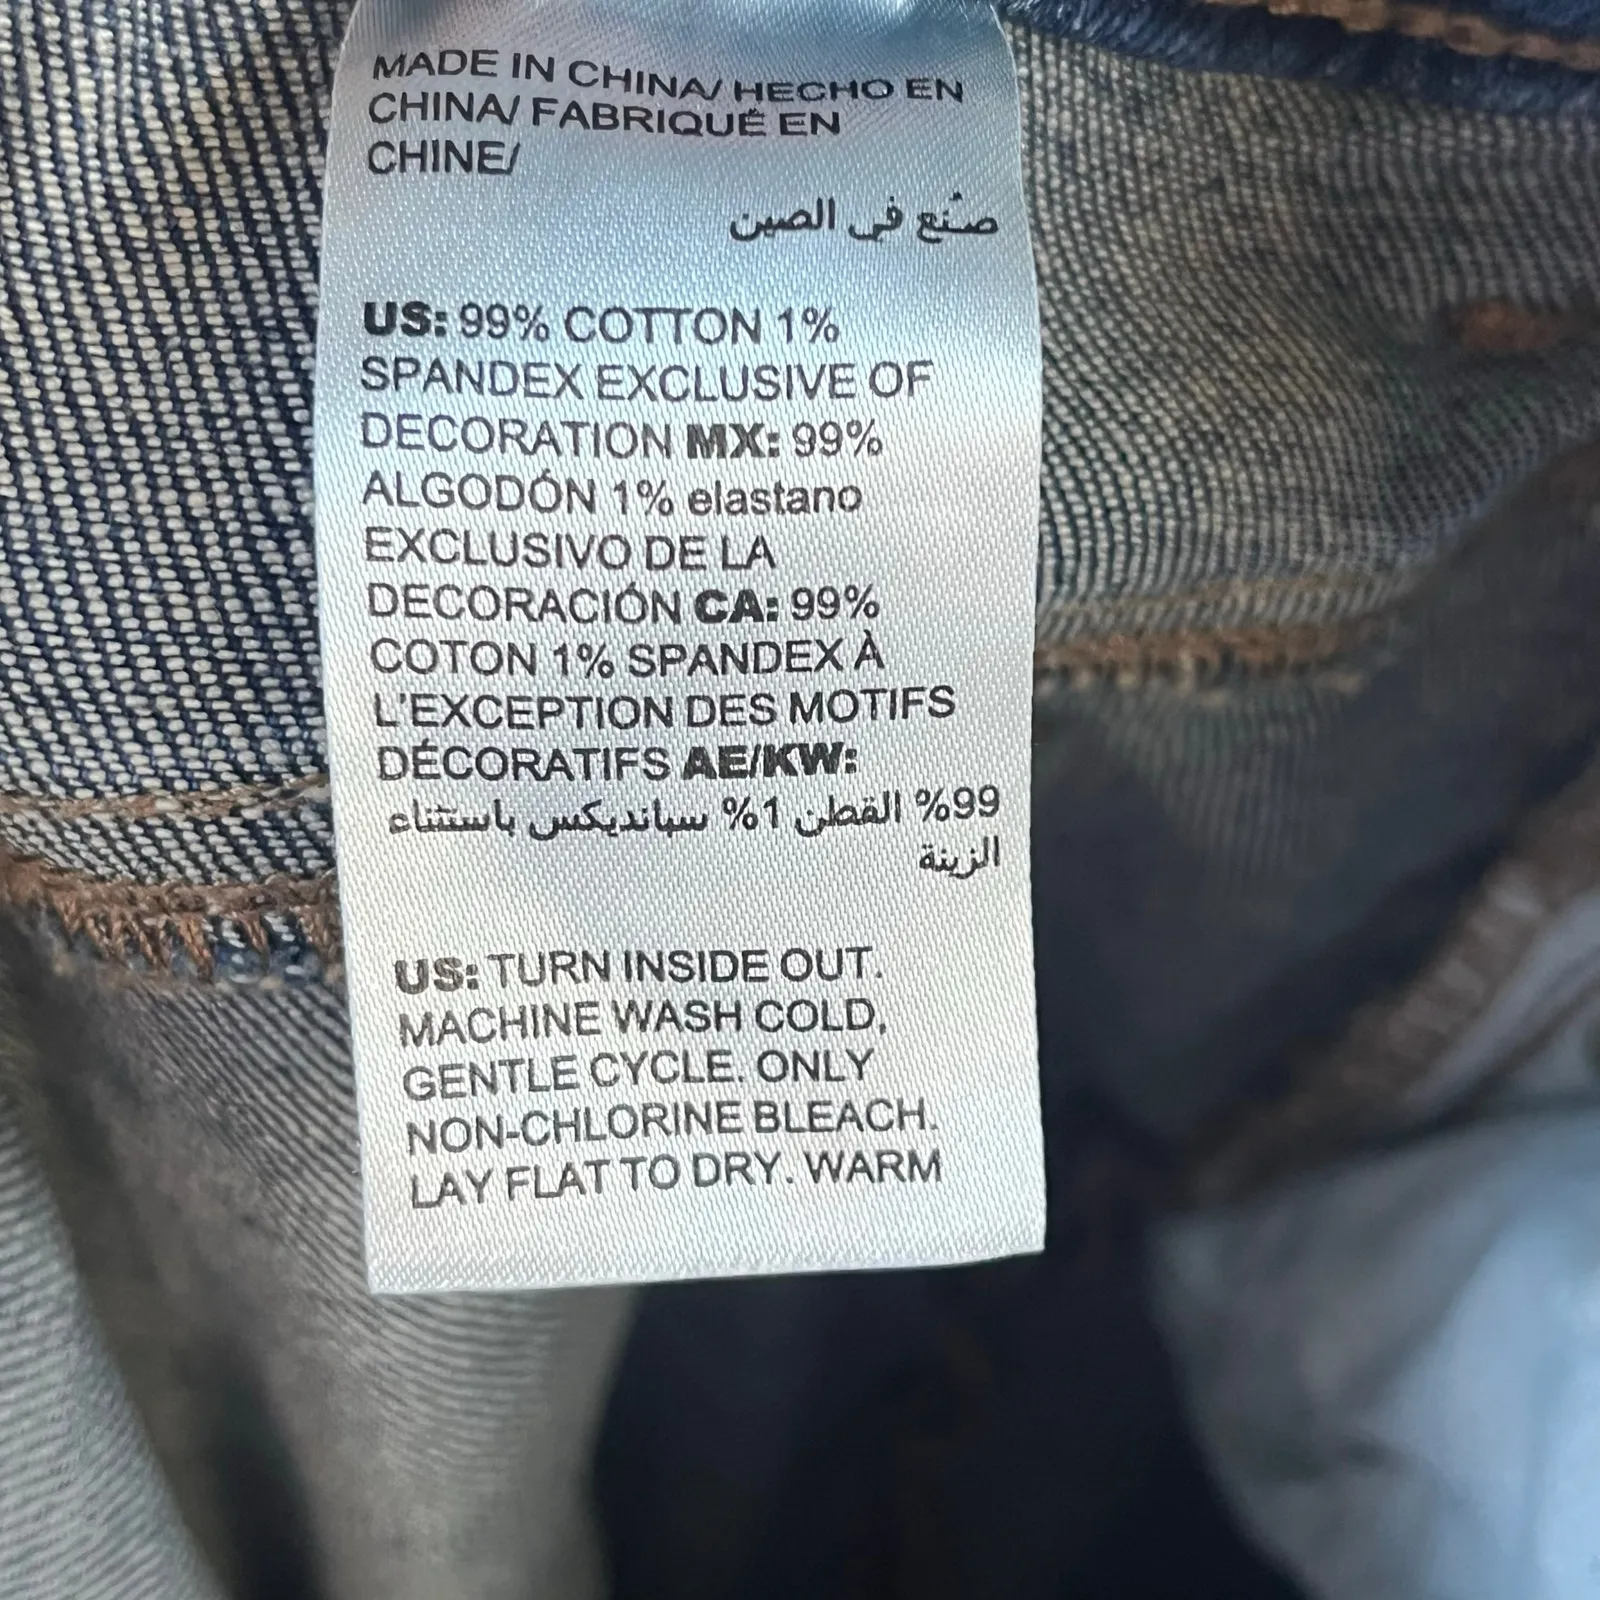 MADE IN CHINA/ HECHO EN
CHINA/ FABRIQUÉ EN
CHINE/
صُنع في الصين
US: 99% COTTON 1%
SPANDEX EXCLUSIVE OF
DECORATION MX: 99%
ALGODÓN 1% elastano
EXCLUSIVO DE LA
DECORACIÓN CA: 99%
COTON 1% SPANDEX À
L'EXCEPTION DES MOTIFS
DÉCORATIFS AE/KW:
99% القطن 1% سبانديكس باستثناء
الزينة
US: TURN INSIDE OUT.
MACHINE WASH COLD,
GENTLE CYCLE. ONLY
NON-CHLORINE BLEACH.
LAY FLAT TO DRY. WARM